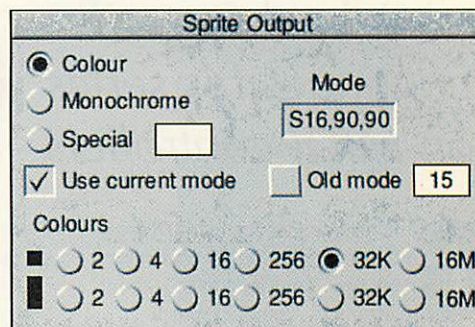 Sprite Output
Colour
Mode
Monochrome
S16,90,90
Special
Use current mode
Old mode 15
Colours
2 4 16 256 32K 16M
2 4 16 256 32K 16M